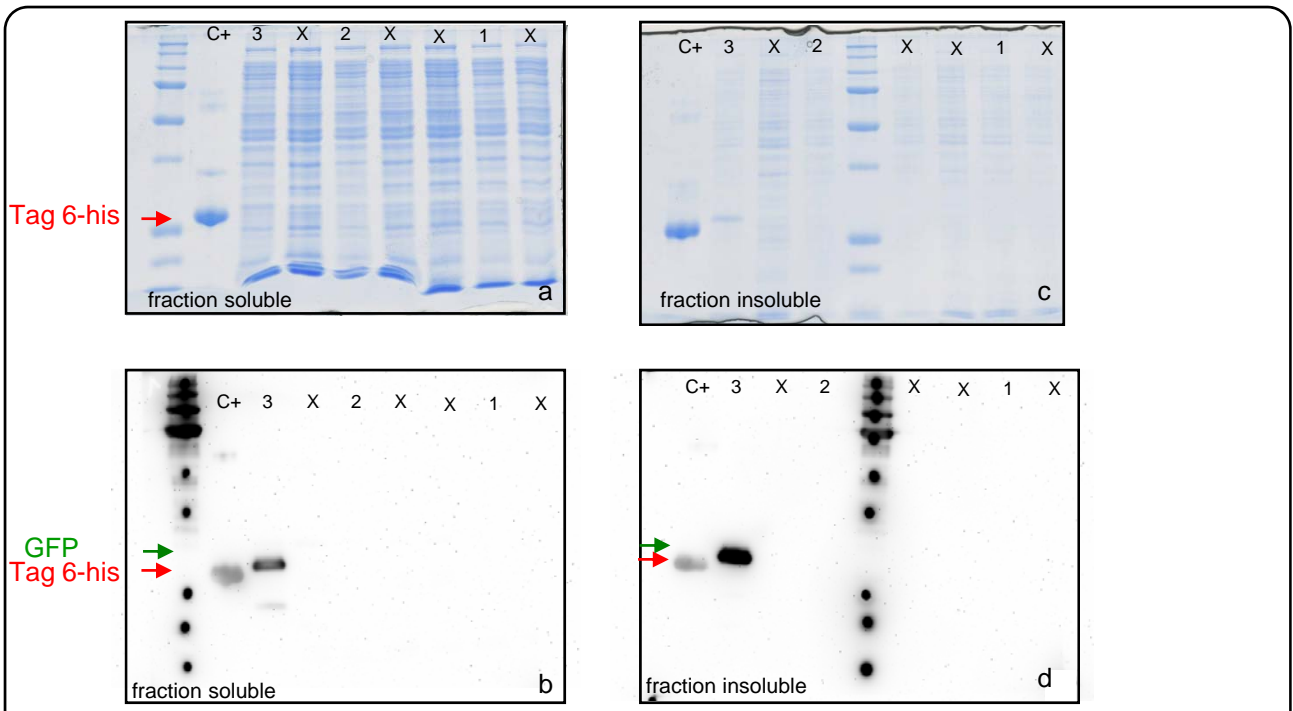 C+ 3 X 2 X X 1 X
Tag 6-his
fraction soluble
a
C+ 3 X 2 X X 1 X
fraction insoluble
c
C+ 3 X 2 X X 1 X
GFP
Tag 6-his
fraction soluble
b
C+ 3 X 2 X X 1 X
fraction insoluble
d